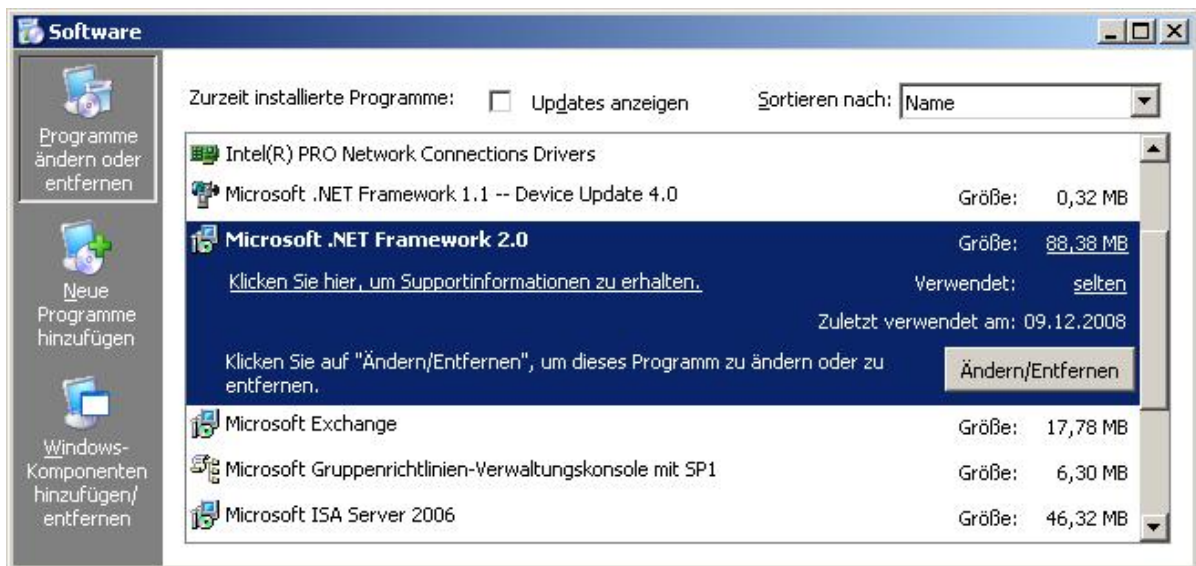 Software
Zurzeit installierte Programme: Updates anzeigen Sortieren nach: Name
Programme
ändern oder
entfernen
Neue
Programme
hinzufügen
Windows-
Komponenten
hinzufügen/
entfernen
Intel(R) PRO Network Connections Drivers
Microsoft .NET Framework 1.1 -- Device Update 4.0 Größe: 0,32 MB
Microsoft .NET Framework 2.0 Größe: 88,38 MB
Klicken Sie hier, um Supportinformationen zu erhalten. Verwendet: selten
Zuletzt verwendet am: 09.12.2008
Klicken Sie auf "Ändern/Entfernen", um dieses Programm zu ändern oder zu
entfernen.
Ändern/Entfernen
Microsoft Exchange Größe: 17,78 MB
Microsoft Gruppenrichtlinien-Verwaltungskonsole mit SP1 Größe: 6,30 MB
Microsoft ISA Server 2006 Größe: 46,32 MB